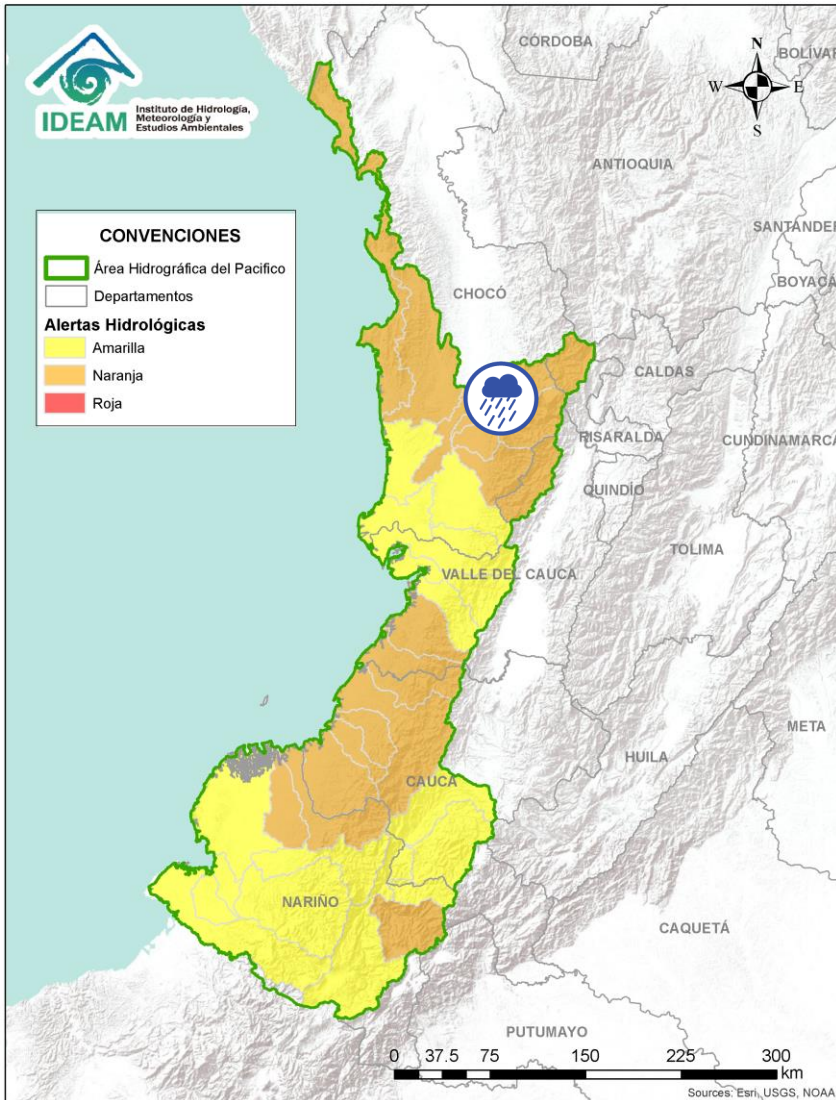 IDEAM
Instituto de Hidrología,
Meteorología y
Estudios Ambientales
CÓRDOBA
BOLÍVAR
N
W
E
S
ANTIOQUIA
SANTANDER
BOYACÁ
CONVENCIONES
Área Hidrográfica del Pacifico
Departamentos
Alertas Hidrológicas
Amarilla
Naranja
Roja
CHOCÓ
CALDAS
RISARALDA
CUNDINAMARCA
QUINDÍO
TOLIMA
VALLE DEL CAUCA
META
HUILA
CAUCA
NARIÑO
CAQUETÁ
PUTUMAYO
0 37.5 75 150 225 300
km
Sources: Esri, USGS, NOAA